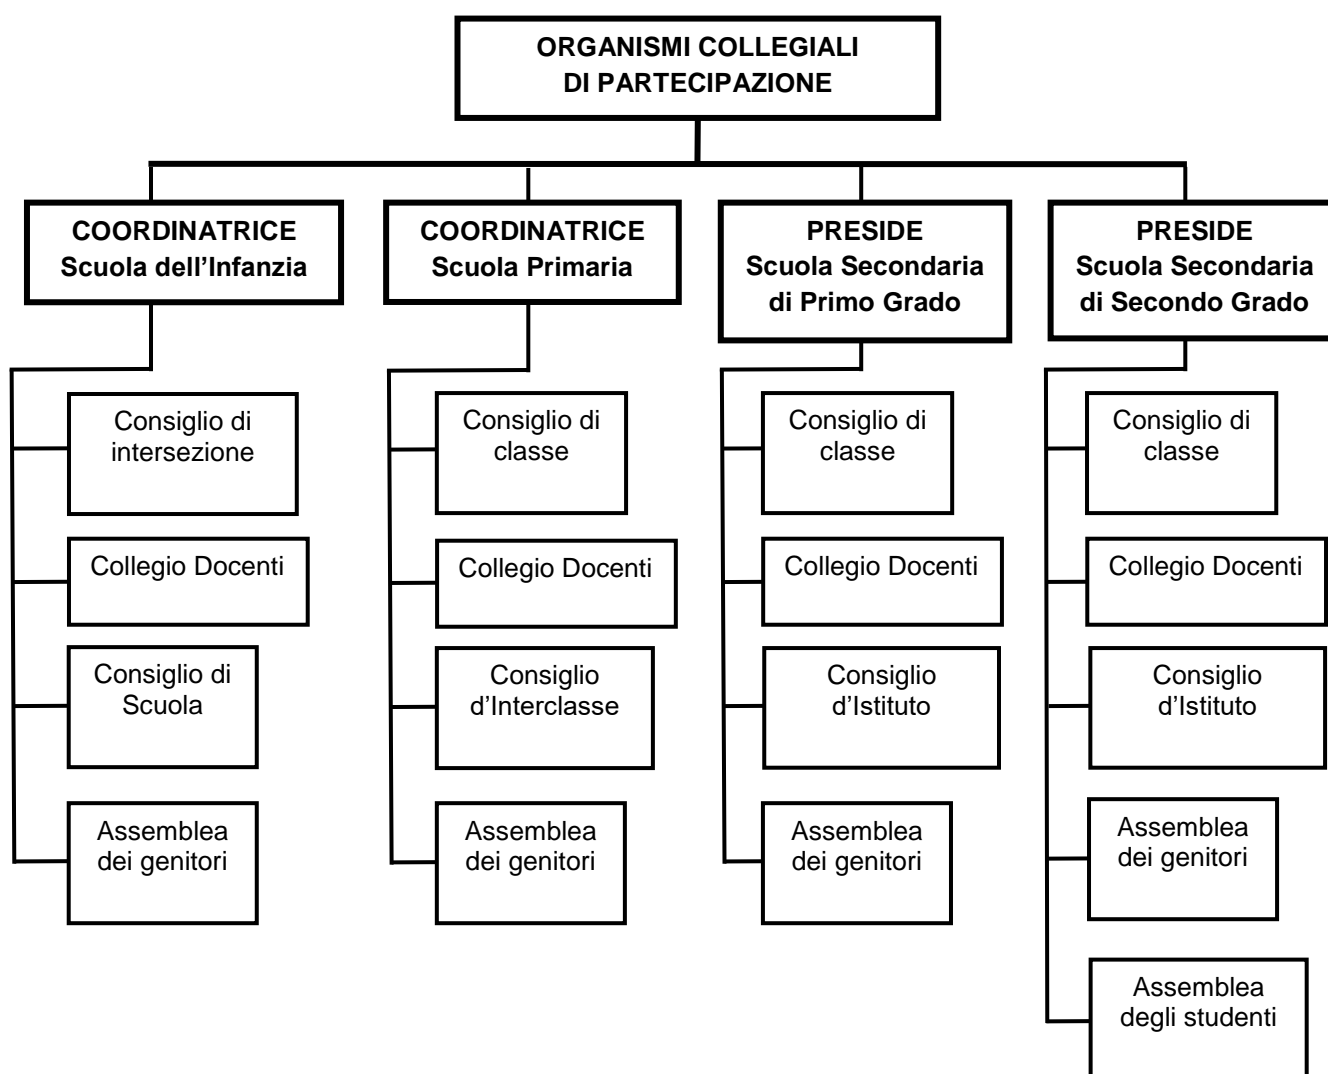 ORGANISMI COLLEGIALI
DI PARTECIPAZIONE
COORDINATRICE
Scuola dell’Infanzia
COORDINATRICE
Scuola Primaria
PRESIDE
Scuola Secondaria
di Primo Grado
PRESIDE
Scuola Secondaria
di Secondo Grado
Consiglio di
intersezione
Collegio Docenti
Consiglio di
Scuola
Assemblea
dei genitori
Consiglio di
classe
Collegio Docenti
Consiglio
d’Interclasse
Assemblea
dei genitori
Consiglio di
classe
Collegio Docenti
Consiglio
d’Istituto
Assemblea
dei genitori
Consiglio di
classe
Collegio Docenti
Consiglio
d’Istituto
Assemblea
dei genitori
Assemblea
degli studenti